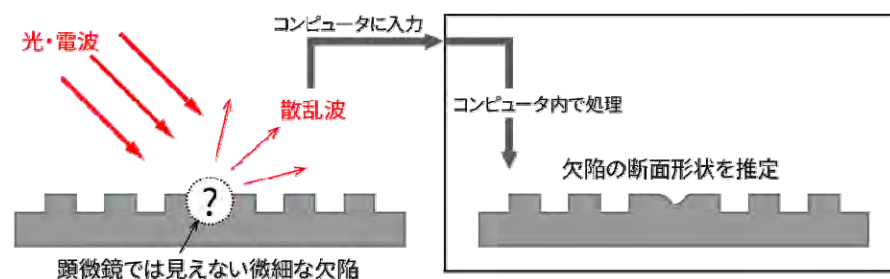 光・電波
散乱波
コンピュータに入力
?
顕微鏡では見えない微細な欠陥
コンピュータ内で処理
欠陥の断面形状を推定